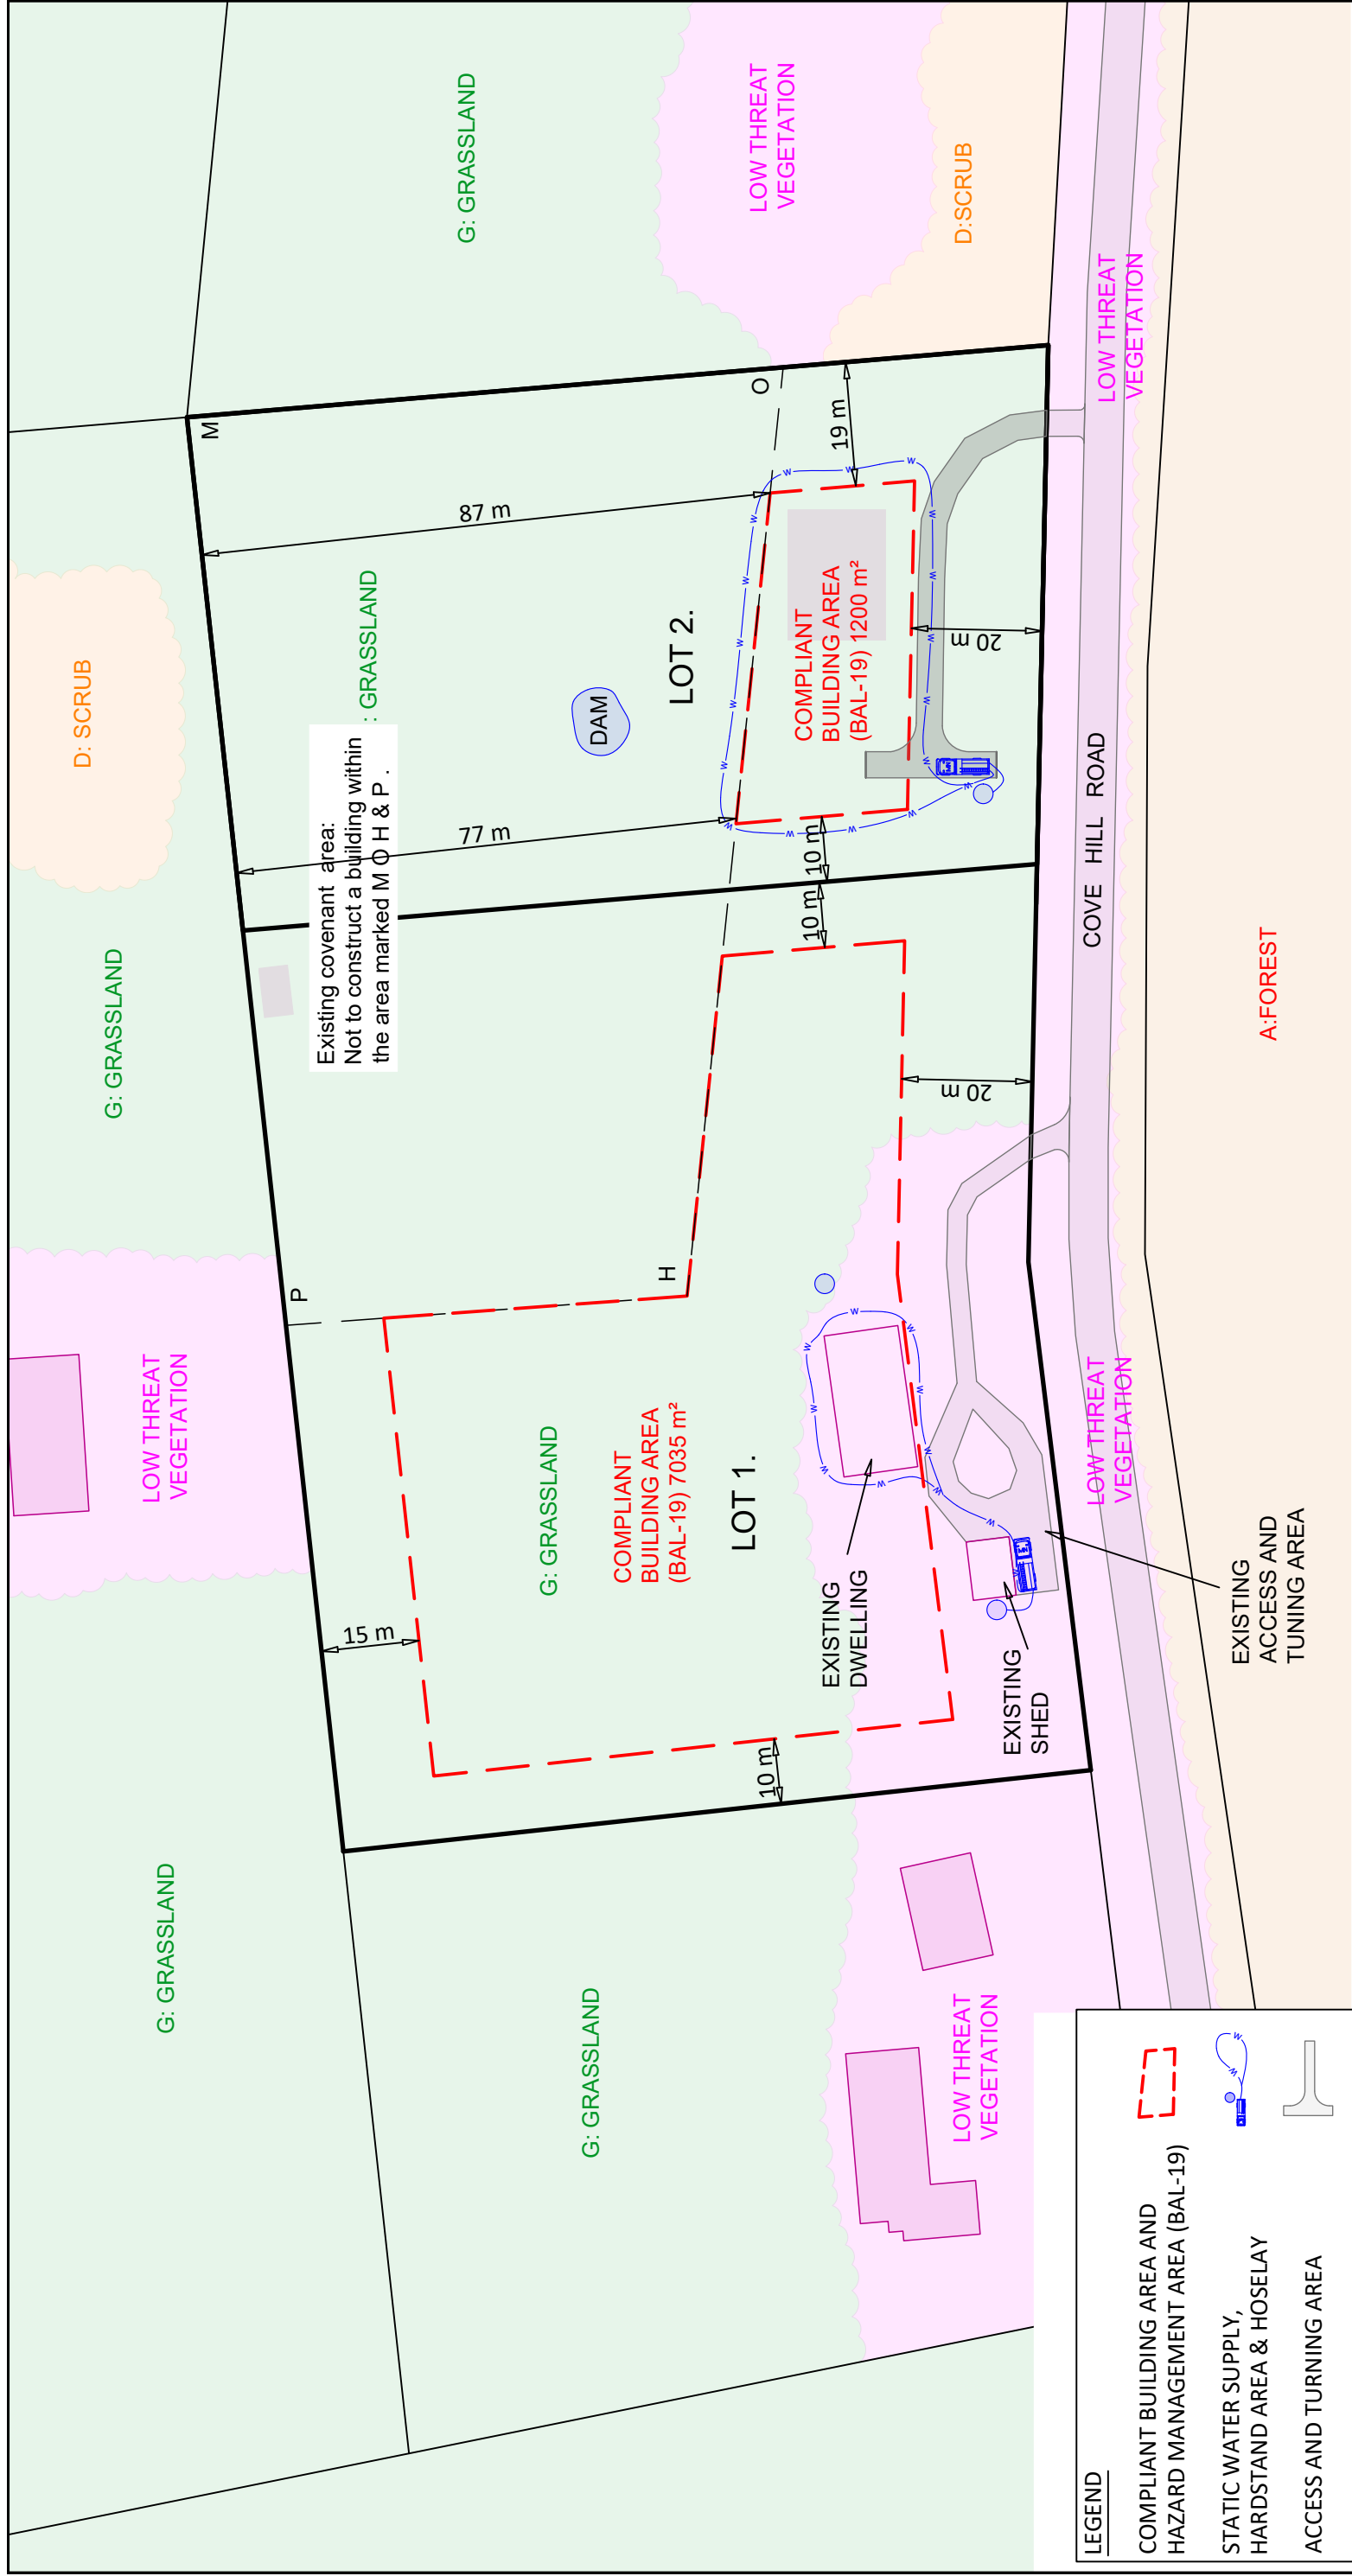 G: GRASSLAND
G: GRASSLAND
LOW THREAT
VEGETATION
G: GRASSLAND
D: SCRUB
G: GRASSLAND
LOW THREAT
VEGETATION
D:SCRUB
P
M
Existing covenant  area:
Not to construct a building within
the area marked M O H & P .
: GRASSLAND
87 m
77 m
DAM
LOT 2.
O
19 m
COMPLIANT
BUILDING AREA
(BAL-19) 1200 m²
20 m
10 m
10 m
H
15 m
G: GRASSLAND
COMPLIANT
BUILDING AREA
(BAL-19) 7035 m²
LOT 1.
10 m
20 m
EXISTING
DWELLING
EXISTING
SHED
EXISTING
ACCESS AND
TUNING AREA
LOW THREAT
VEGETATION
LOW THREAT
VEGETATION
COVE HILL ROAD
LOW THREAT
VEGETATION
A:FOREST
W W W W W W W W W W W W W W W W W W
W W W W W W W W W W W
LEGEND
COMPLIANT BUILDING AREA AND
HAZARD MANAGEMENT AREA (BAL-19)
STATIC WATER SUPPLY,
HARDSTAND AREA & HOSELAY
W W
ACCESS AND TURNING AREA